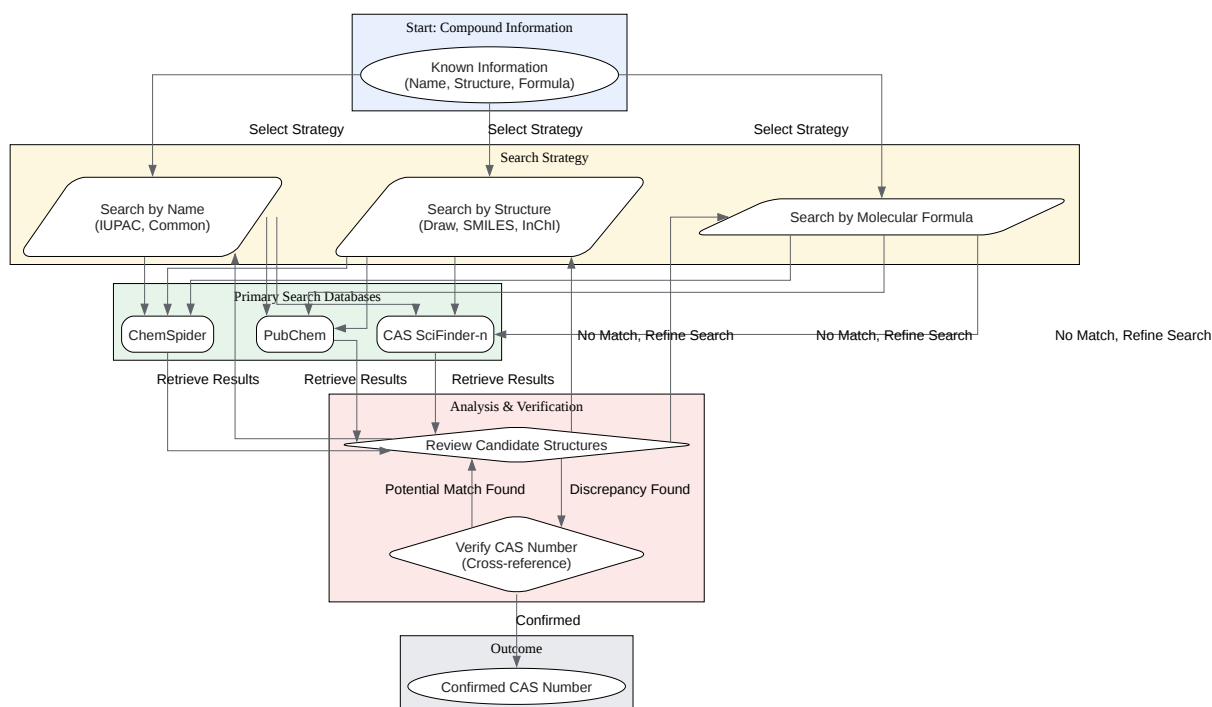 Start: Compound Information
Known Information
(Name, Structure, Formula)
Select Strategy
Select Strategy
Select Strategy
Search Strategy
Search by Name
(IUPAC, Common)
Search by Structure
(Draw, SMILES, InChI)
Search by Molecular Formula
Primary Search Databases
ChemSpider
PubChem
CAS SciFinder-n
No Match, Refine Search
No Match, Refine Search
No Match, Refine Search
Retrieve Results
Retrieve Results
Retrieve Results
Analysis & Verification
Review Candidate Structures
Potential Match Found
Discrepancy Found
Verify CAS Number
(Cross-reference)
Confirmed
Outcome
Confirmed CAS Number